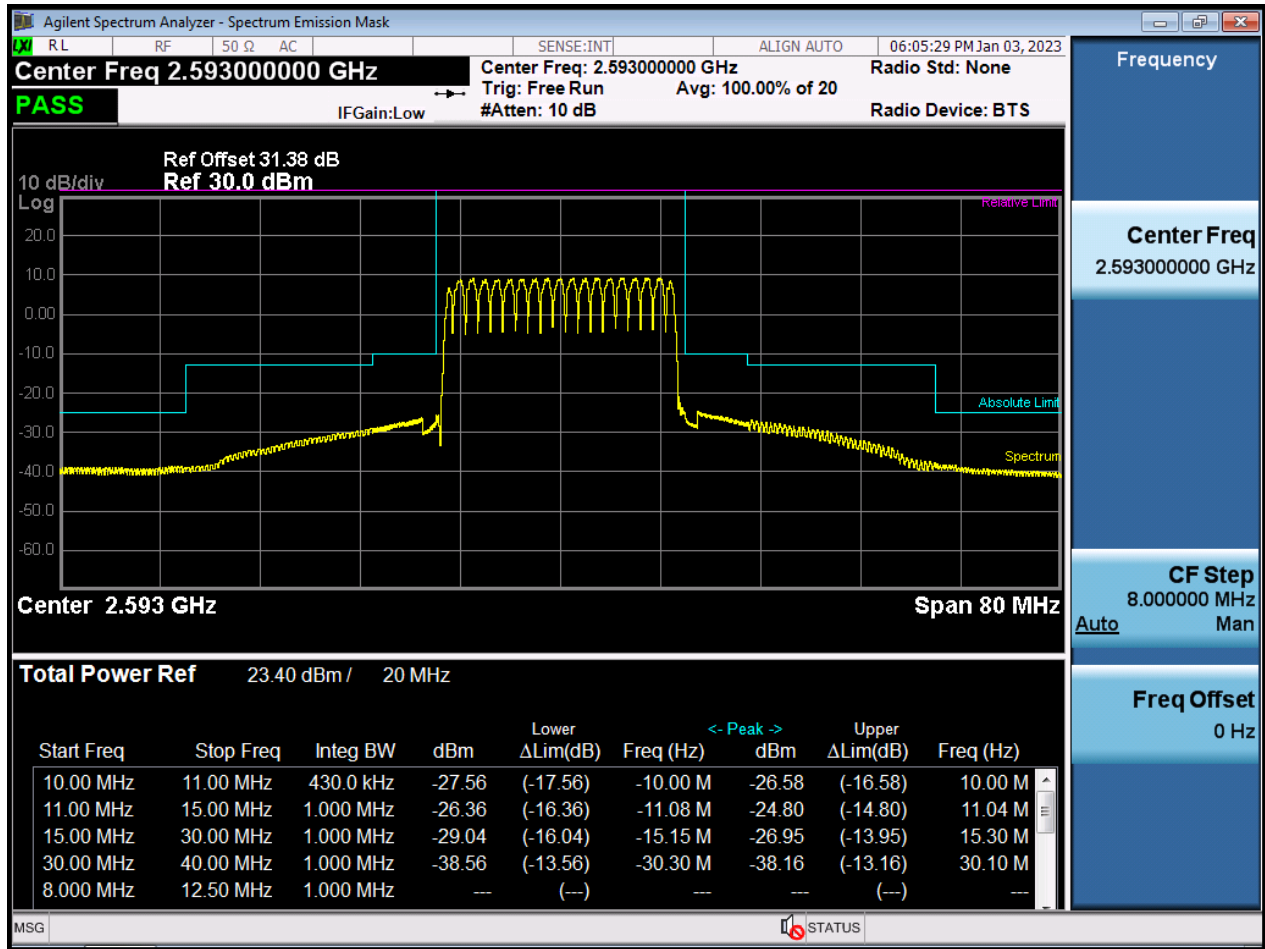 Agilent Spectrum Analyzer - Spectrum Emission Mask
LXI RL RF 50 Ω AC SENSE:INT ALIGN AUTO 06:05:29 PM Jan 03, 2023
Center Freq 2.593000000 GHz
Center Freq: 2.593000000 GHz Radio Std: None
Trig: Free Run Avg: 100.00% of 20
PASS
IFGain:Low #Atten: 10 dB Radio Device: BTS
Ref Offset 31.38 dB
10 dB/div Ref 30.0 dBm
Log
Relative Limit
20.0
10.0
0.00
-10.0
-20.0
Absolute Limit
-30.0
Spectrum
-40.0
-50.0
-60.0
Center 2.593 GHz Span 80 MHz
Total Power Ref 23.40 dBm / 20 MHz
Lower <- Peak -> Upper
Start Freq Stop Freq Integ BW dBm ΔLim(dB) Freq (Hz) dBm ΔLim(dB) Freq (Hz)
10.00 MHz 11.00 MHz 430.0 kHz -27.56 (-17.56) -10.00 M -26.58 (-16.58) 10.00 M
11.00 MHz 15.00 MHz 1.000 MHz -26.36 (-16.36) -11.08 M -24.80 (-14.80) 11.04 M
15.00 MHz 30.00 MHz 1.000 MHz -29.04 (-16.04) -15.15 M -26.95 (-13.95) 15.30 M
30.00 MHz 40.00 MHz 1.000 MHz -38.56 (-13.56) -30.30 M -38.16 (-13.16) 30.10 M
8.000 MHz 12.50 MHz 1.000 MHz --- (---) --- --- (---) ---
MSG STATUS
Frequency
Center Freq
2.593000000 GHz
CF Step
8.000000 MHz
Auto Man
Freq Offset
0 Hz